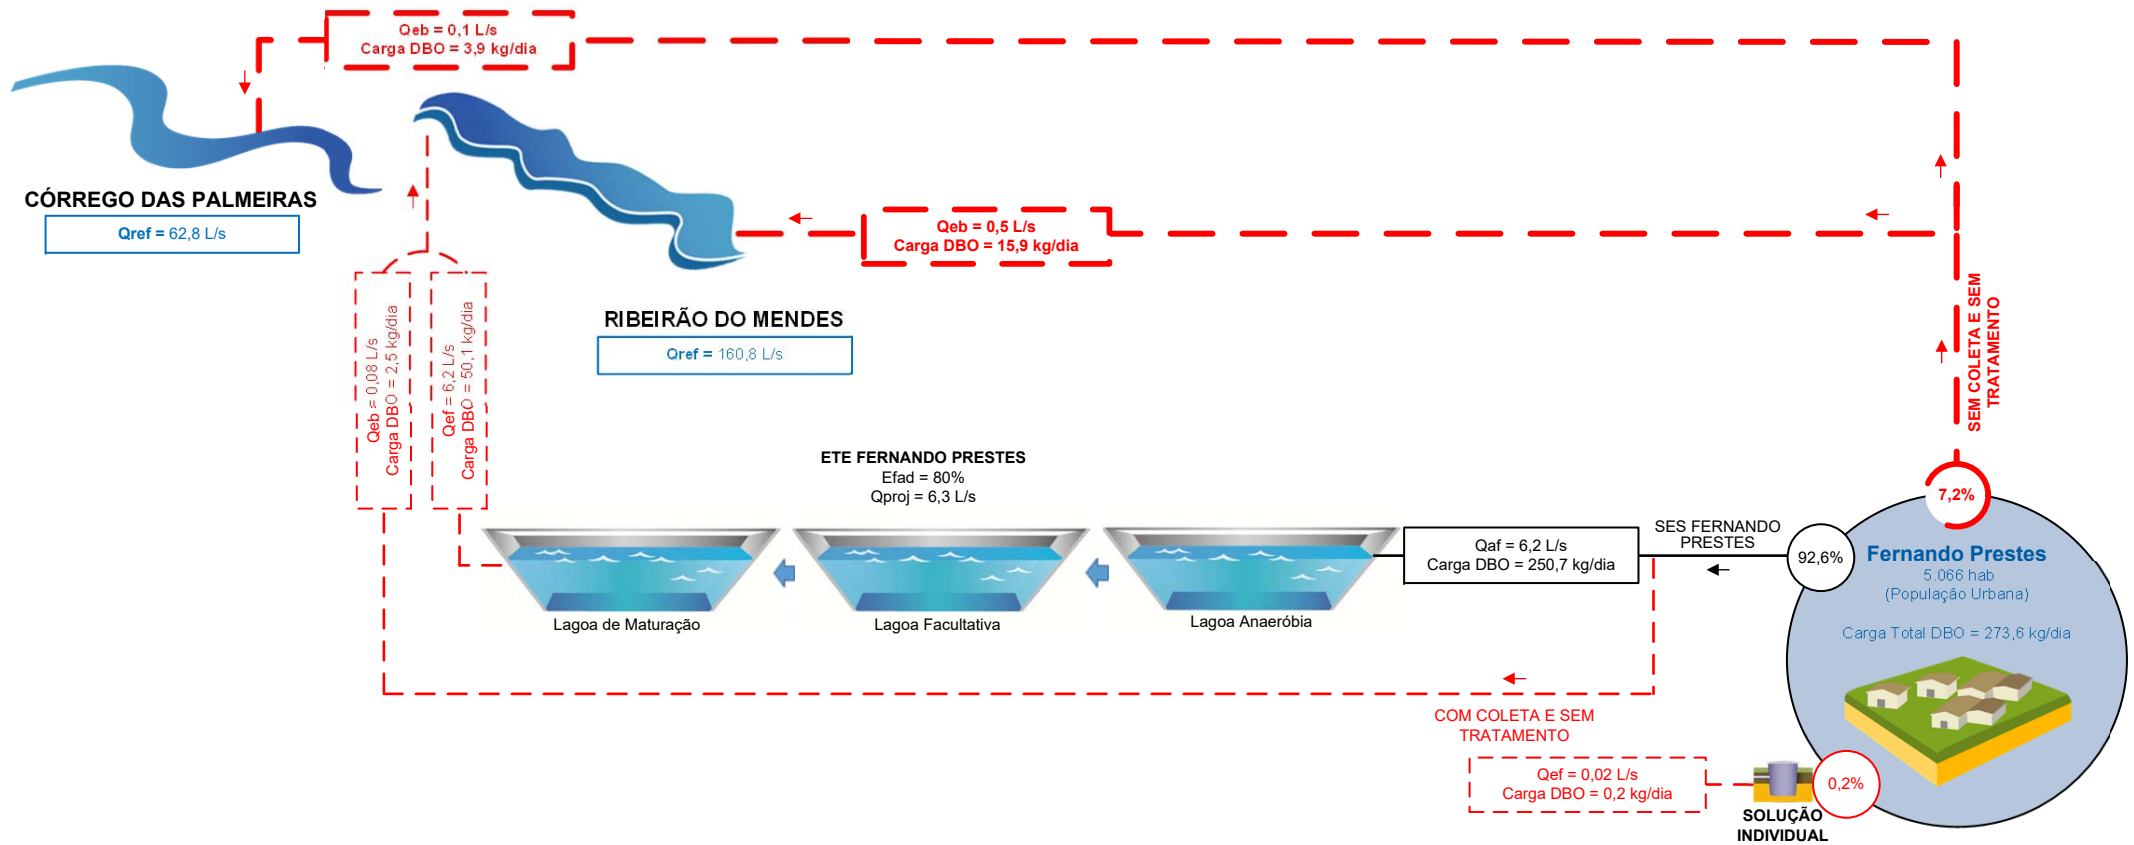 Qeb = 0,1 L/s
Carga DBO = 3,9 kg/dia
CÓRREGO DAS PALMEIRAS
Qref = 62,8 L/s
Qeb = 0,5 L/s
Carga DBO = 15,9 kg/dia
RIBEIRÃO DO MENDES
Qref = 160,8 L/s
Qeb = 0,08 L/s
Carga DBO = 2,5 kg/dia
Qef = 6,2 L/s
Carga DBO = 50,1 kg/dia
SEM COLETA E SEM
TRATAMENTO
ETE FERNANDO PRESTES
Efad = 80%
Qproj = 6,3 L/s
Lagoa de Maturação
Lagoa Facultativa
Lagoa Anaeróbia
Qaf = 6,2 L/s
Carga DBO = 250,7 kg/dia
SES FERNANDO
PRESTES
92,6%
7,2%
Fernando Prestes
5.066 hab
(População Urbana)
Carga Total DBO = 273,6 kg/dia
COM COLETA E SEM
TRATAMENTO
Qef = 0,02 L/s
Carga DBO = 0,2 kg/dia
0,2%
SOLUÇÃO
INDIVIDUAL